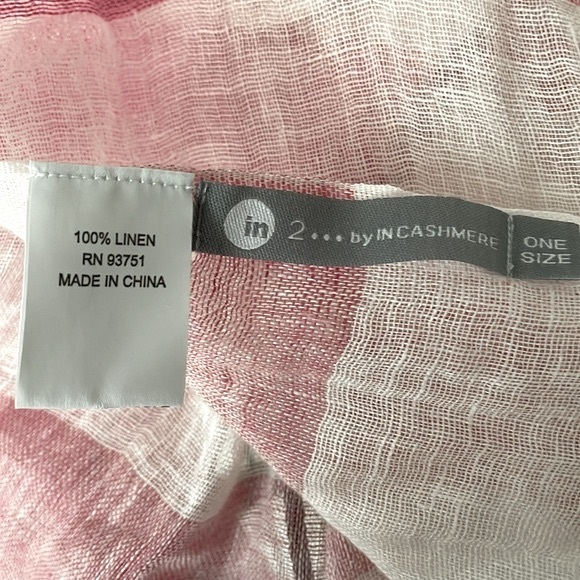 100% LINEN
RN 93751
MADE IN CHINA
in 2... by INCASHMERE
ONE
SIZE